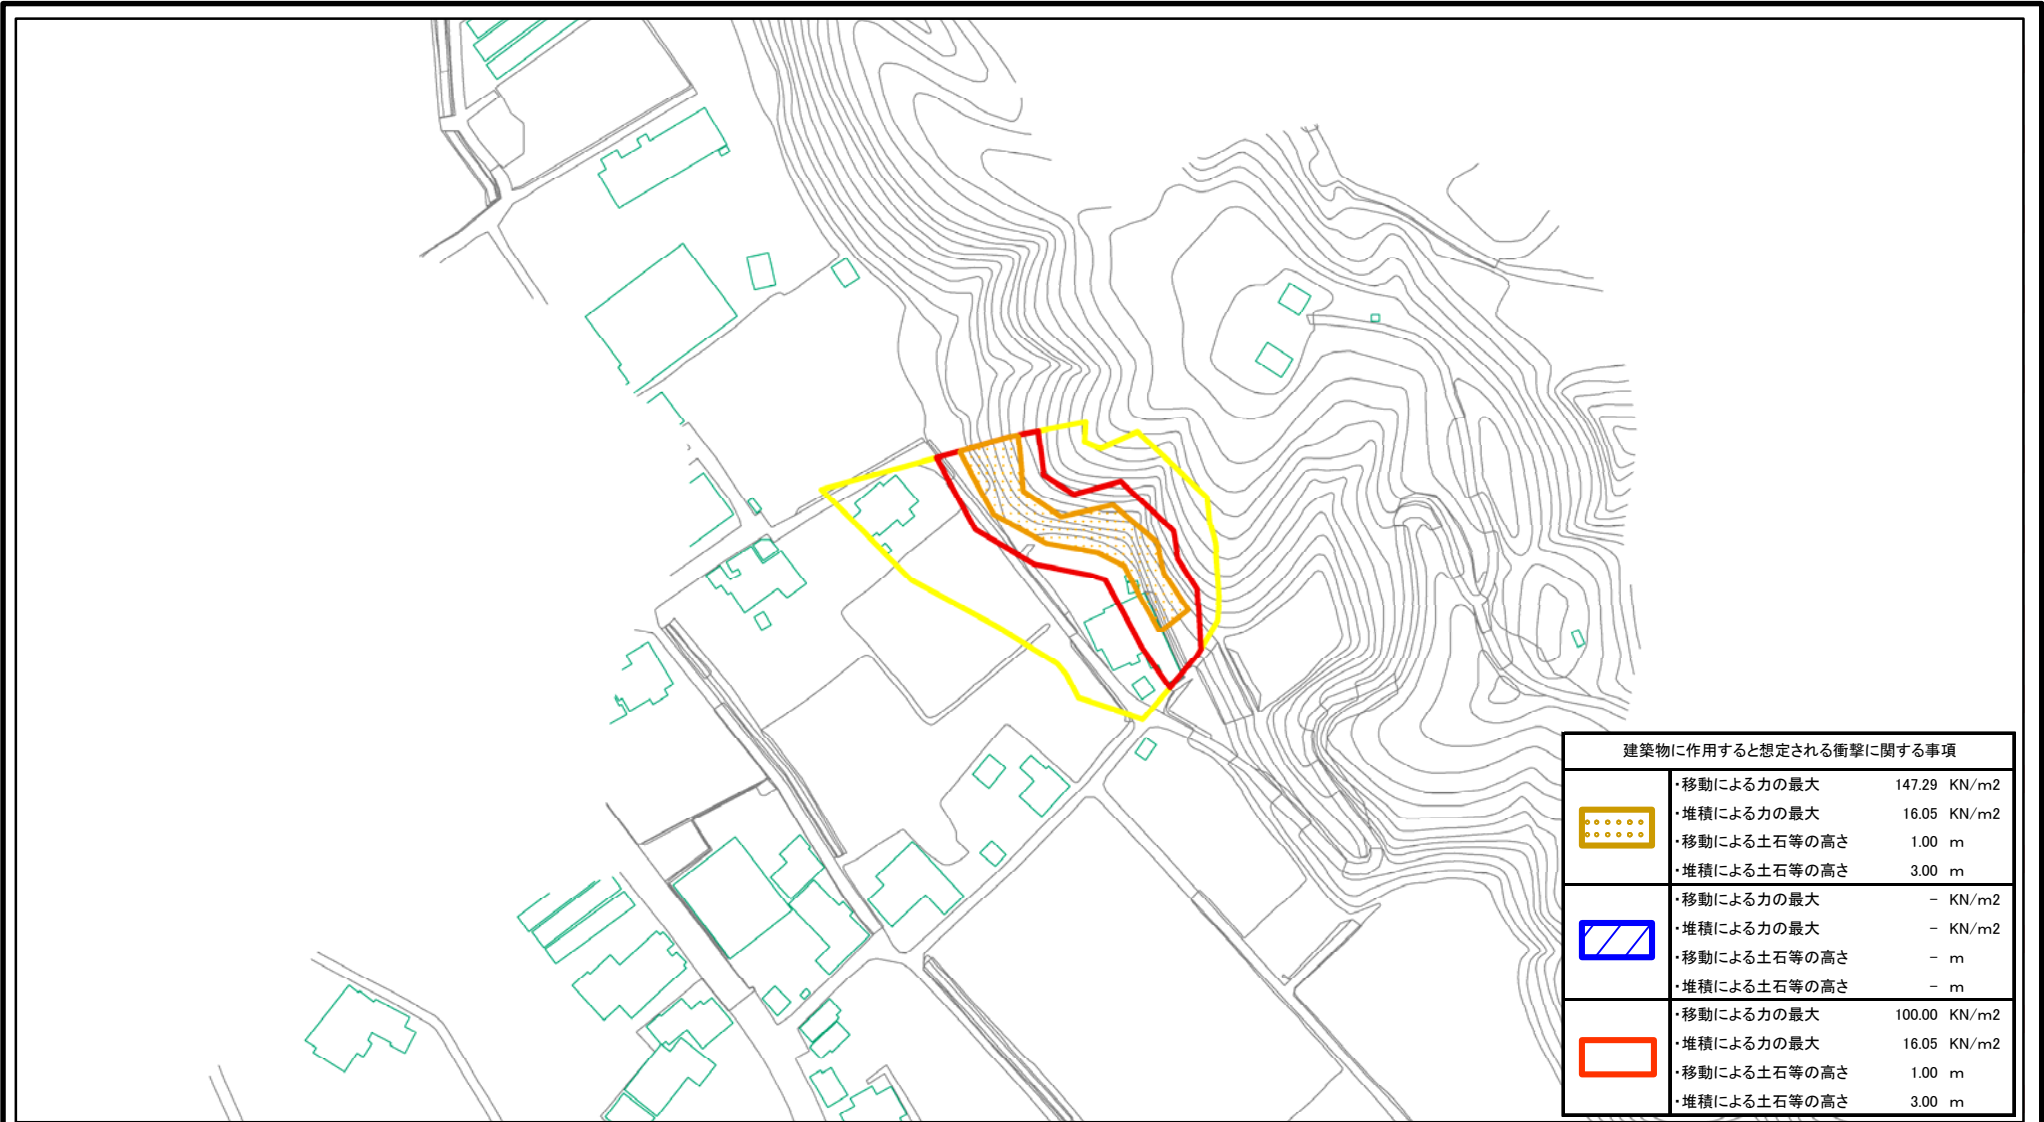 建築物に作用すると想定される衝撃に関する事項
・移動による力の最大 147.29 KN/m2
・堆積による力の最大 16.05 KN/m2
・移動による土石等の高さ 1.00 m
・堆積による土石等の高さ 3.00 m
・移動による力の最大 - KN/m2
・堆積による力の最大 - KN/m2
・移動による土石等の高さ - m
・堆積による土石等の高さ - m
・移動による力の最大 100.00 KN/m2
・堆積による力の最大 16.05 KN/m2
・移動による土石等の高さ 1.00 m
・堆積による土石等の高さ 3.00 m